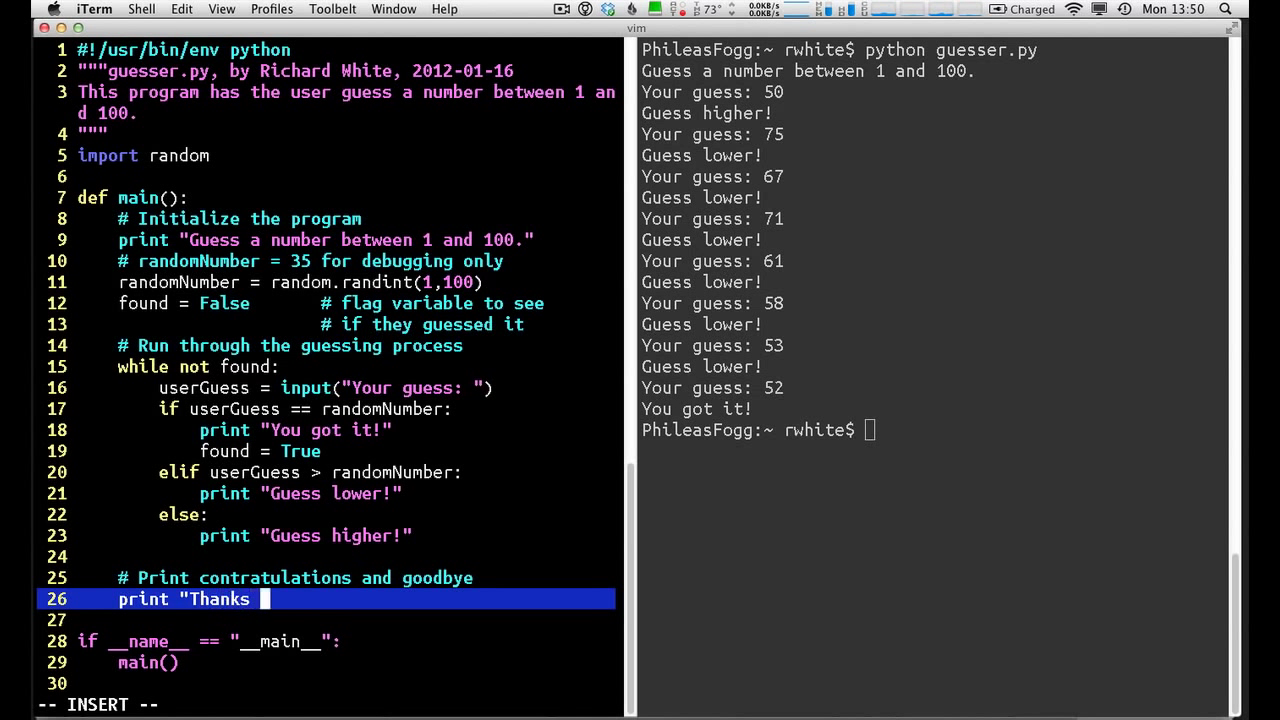 iTerm Shell Edit View Profiles Toolbelt Window Help 73° 0.0KB/s 0.0KB/s Charged Mon 13:50
vim
1 #!/usr/bin/env python
2 """guesser.py, by Richard White, 2012-01-16
3 This program has the user guess a number between 1 an
d 100.
4 """
5 import random
6
7 def main():
8     # Initialize the program
9     print "Guess a number between 1 and 100."
10     # randomNumber = 35 for debugging only
11     randomNumber = random.randint(1,100)
12     found = False       # flag variable to see
13                         # if they guessed it
14     # Run through the guessing process
15     while not found:
16         userGuess = input("Your guess: ")
17         if userGuess == randomNumber:
18             print "You got it!"
19             found = True
20         elif userGuess > randomNumber:
21             print "Guess lower!"
22         else:
23             print "Guess higher!"
24
25     # Print contratulations and goodbye
26     print "Thanks
27
28 if __name__ == "__main__":
29     main()
30
-- INSERT --
PhileasFogg:~ rwhite$ python guesser.py
Guess a number between 1 and 100.
Your guess: 50
Guess higher!
Your guess: 75
Guess lower!
Your guess: 67
Guess lower!
Your guess: 71
Guess lower!
Your guess: 61
Guess lower!
Your guess: 58
Guess lower!
Your guess: 53
Guess lower!
Your guess: 52
You got it!
PhileasFogg:~ rwhite$